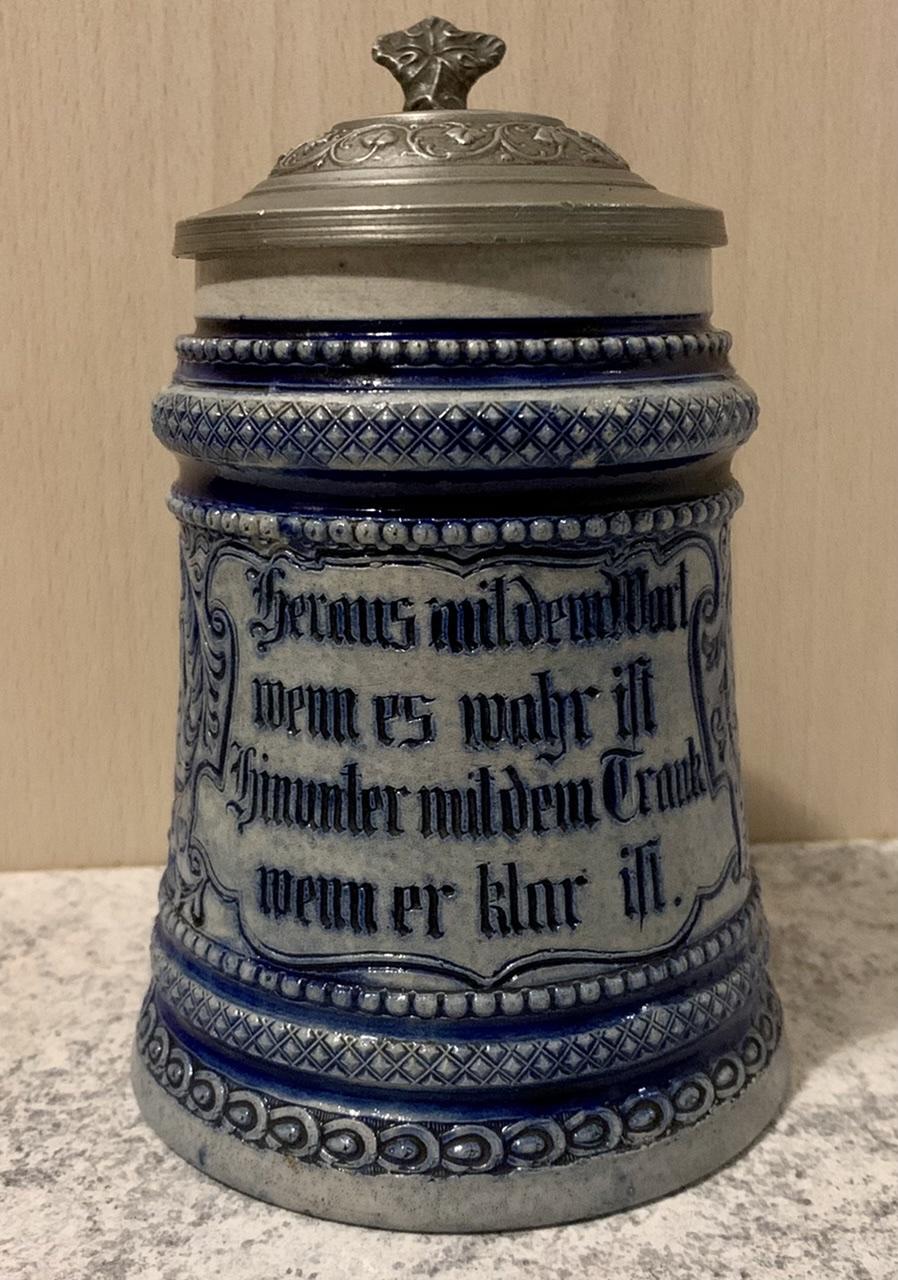 Heraus mit dem Wort
wenn es wahr ist
Hinunter mit dem Trank
wenn er klar ist.